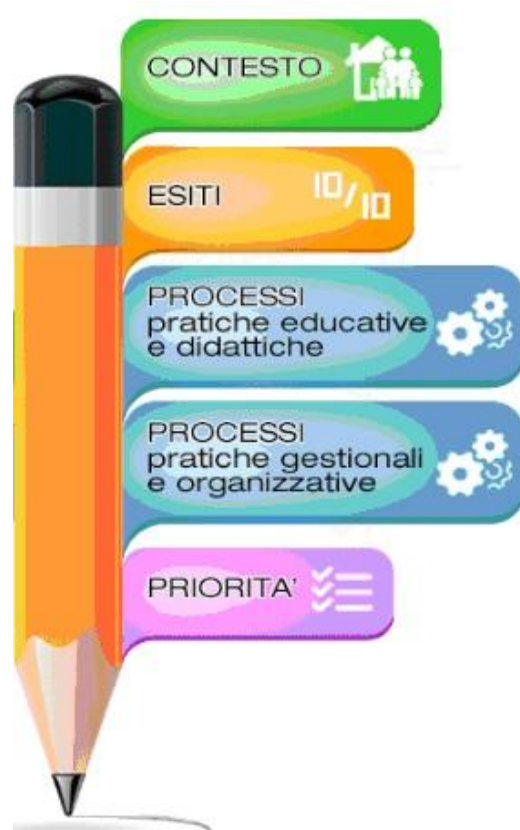 CONTESTO
ESITI 10/10
PROCESSI
pratiche educative
e didattiche
PROCESSI
pratiche gestionali
e organizzative
PRIORITA'